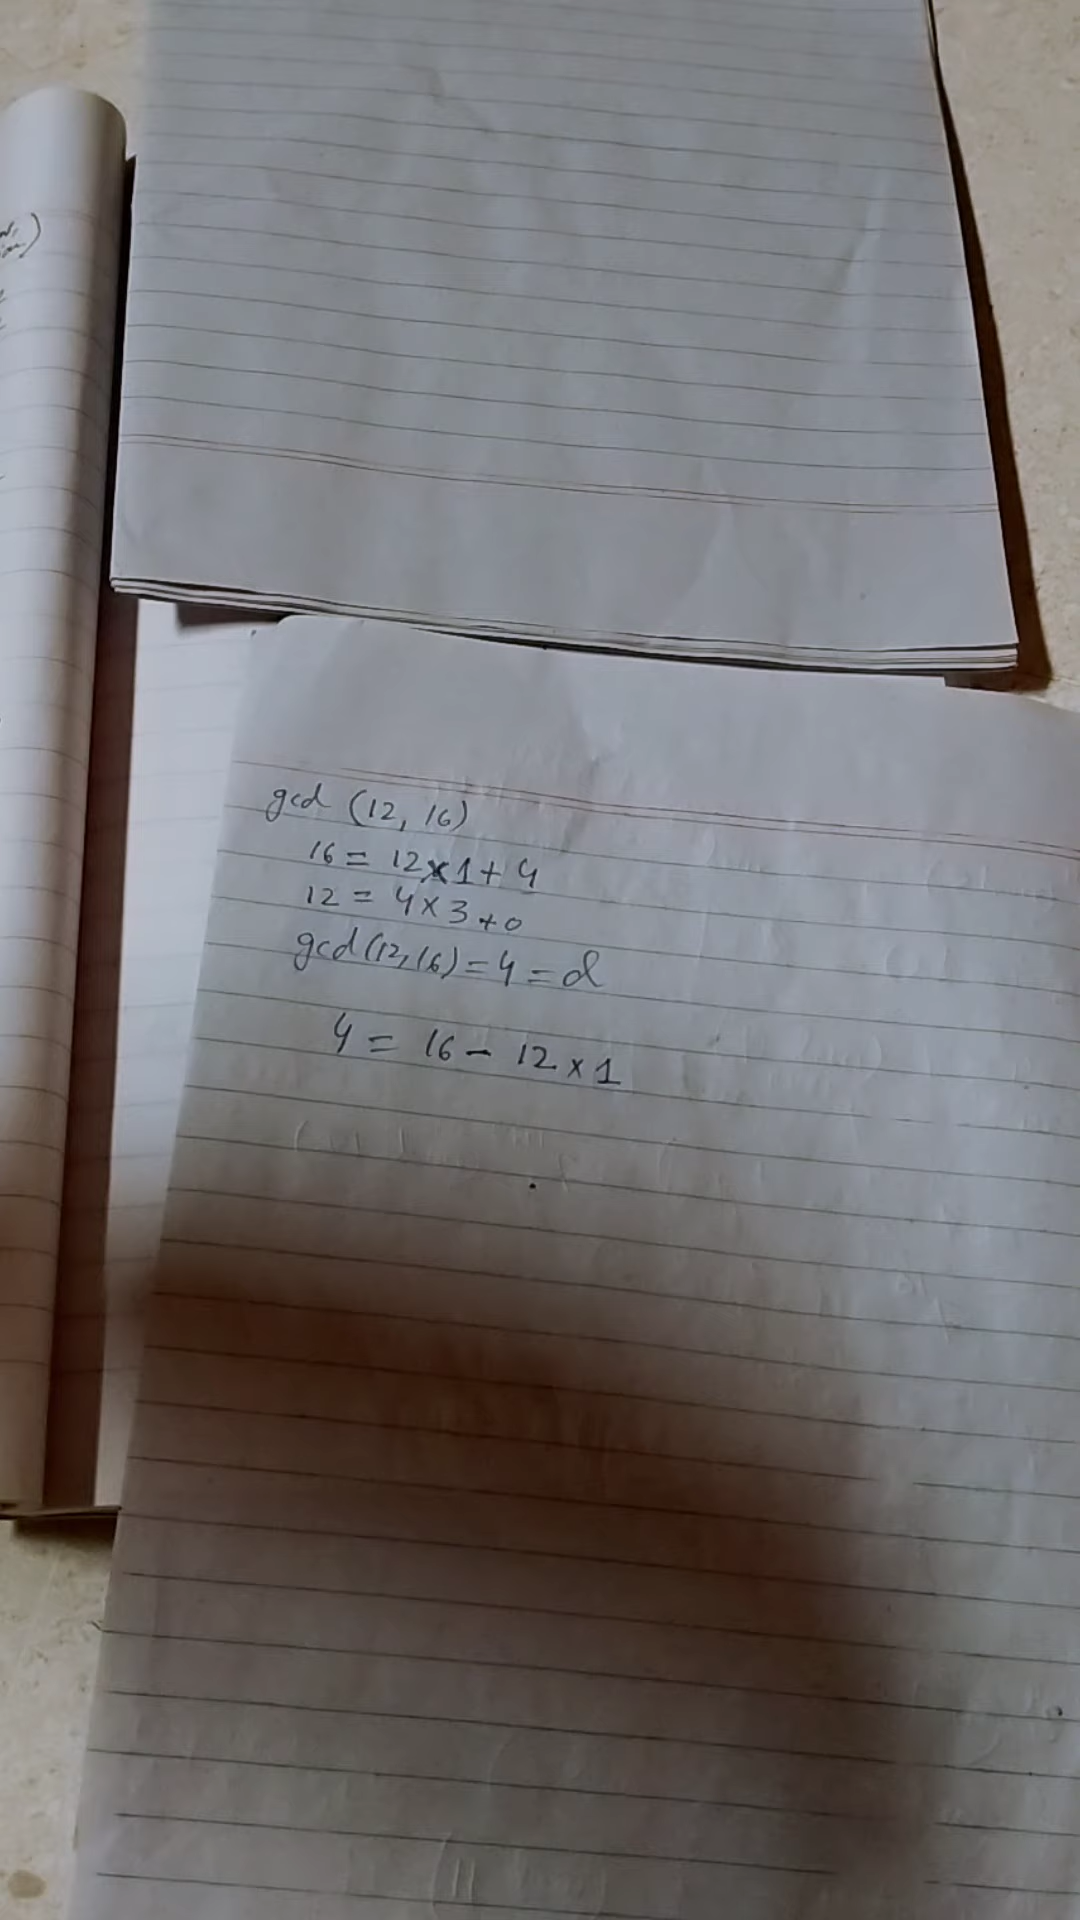 gcd (12, 16)
16 = 12 × 1 + 4
12 = 4 × 3 + 0
gcd (12, 16) = 4 = d
4 = 16 - 12 × 1